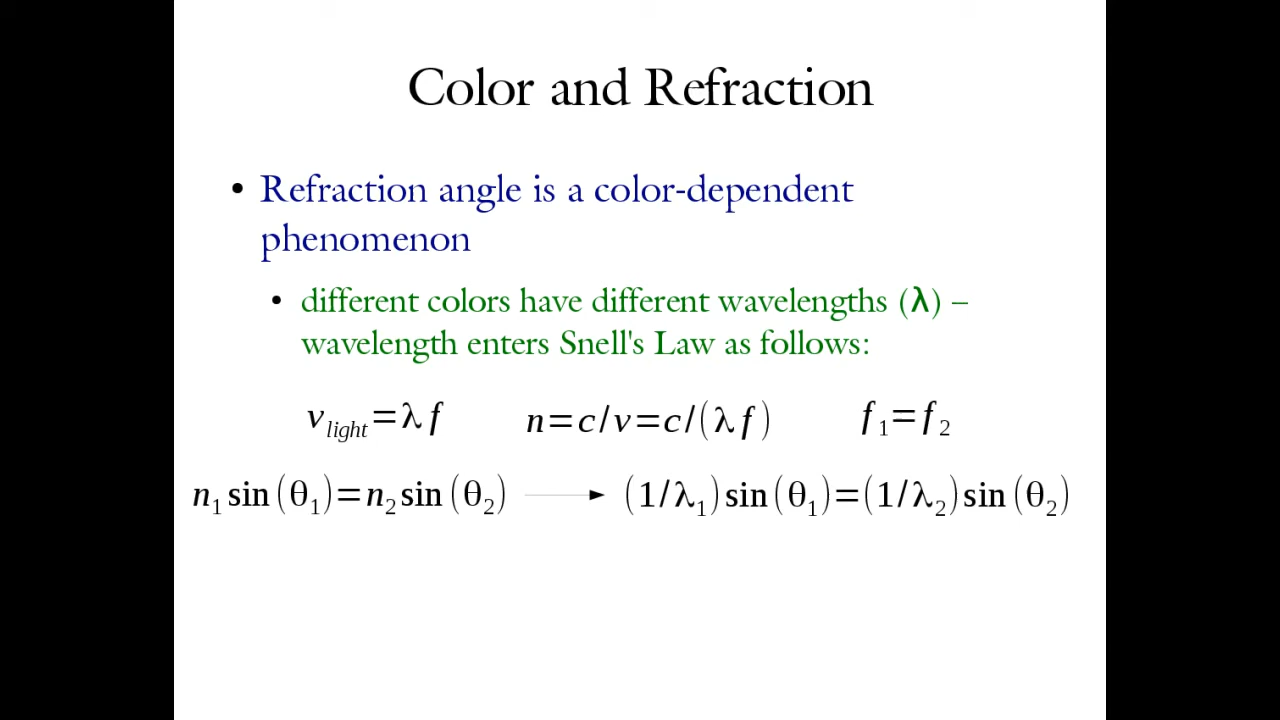 Color and Refraction
• Refraction angle is a color-dependent
phenomenon
• different colors have different wavelengths (λ) –
wavelength enters Snell's Law as follows:
v_light=λ f   n=c/v=c/(λ f)   f₁=f₂
n₁ sin(θ₁)=n₂ sin(θ₂) → (1/λ₁)sin(θ₁)=(1/λ₂)sin(θ₂)